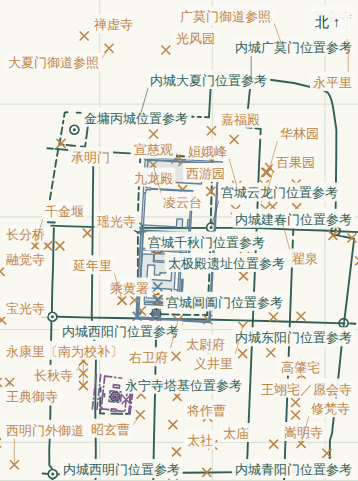 广莫门御道参照
禅虚寺
北 ↑
光风园
内城广莫门位置参考
大夏门御道参照
内城大夏门位置参考
永平里
金墉丙城位置参考
嘉福殿
华林园
宣慈观
姮娥峰
承明门
百果园
九龙殿
西游园
宫城云龙门位置参考
凌云台
千金堰
瑶光寺
内城建春门位置参考
长分桥
宫城千秋门位置参考
融觉寺
延年里
太极殿遗址位置参考
翟泉
乘黄署
宝光寺
宫城阊阖门位置参考
内城西阳门位置参考
内城东阳门位置参考
永康里〔南为校补〕
右卫府
太尉府
义井里
长秋寺
高肇宅
永宁寺塔基位置参考
王典御寺
王翊宅／愿会寺
将作曹
修梵寺
西明门外御道
昭玄曹
太社
太庙
嵩明寺
内城西明门位置参考
内城青阳门位置参考